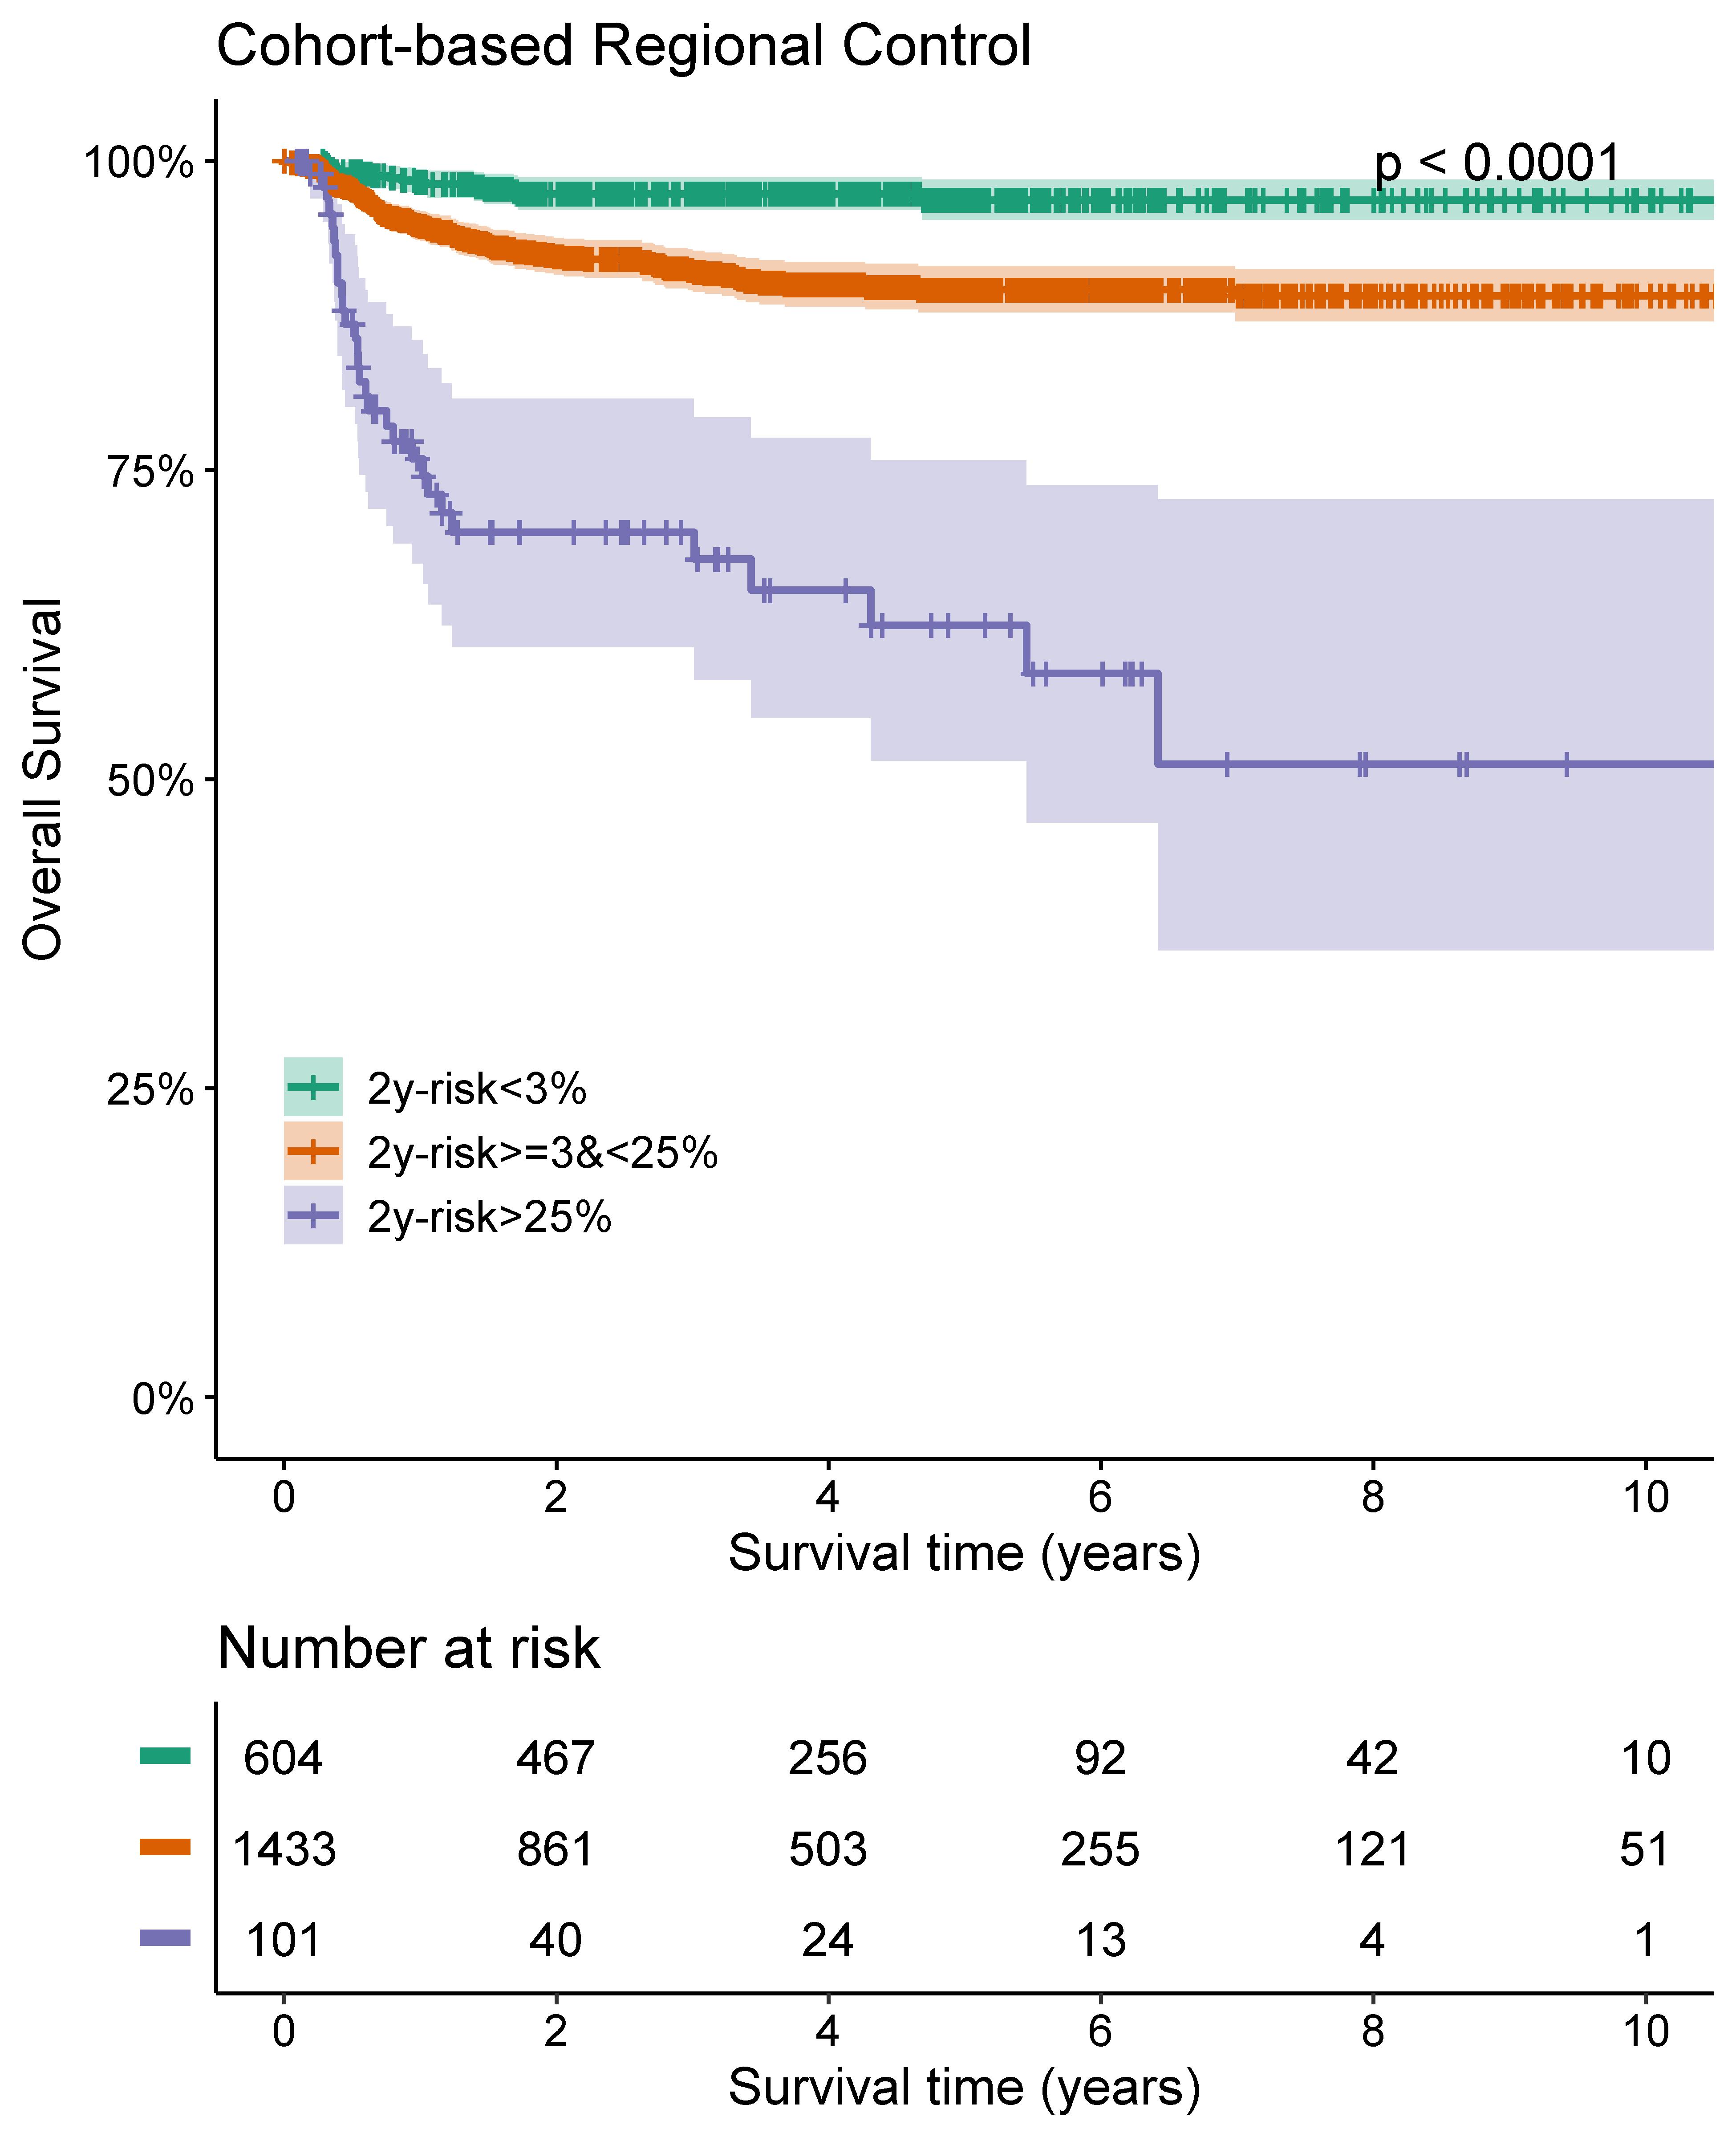 Cohort-based Regional Control
p < 0.0001
100%
75%
50%
25%
0%
Overall Survival
2y-risk<3%
2y-risk>=3&<25%
2y-risk>25%
0 2 4 6 8 10
Survival time (years)
Number at risk
604 467 256 92 42 10
1433 861 503 255 121 51
101 40 24 13 4 1
0 2 4 6 8 10
Survival time (years)